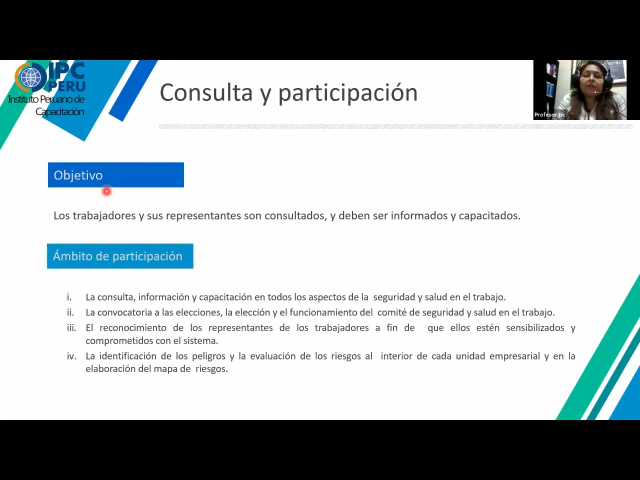 IPC
PERU
Instituto Peruano de
Capacitación
Consulta y participación
Objetivo
Los trabajadores y sus representantes son consultados, y deben ser informados y capacitados.
Ámbito de participación
i. La consulta, información y capacitación en todos los aspectos de la seguridad y salud en el trabajo.
ii. La convocatoria a las elecciones, la elección y el funcionamiento del comité de seguridad y salud en el trabajo.
iii. El reconocimiento de los representantes de los trabajadores a fin de que ellos estén sensibilizados y
comprometidos con el sistema.
iv. La identificación de los peligros y la evaluación de los riesgos al interior de cada unidad empresarial y en la
elaboración del mapa de riesgos.